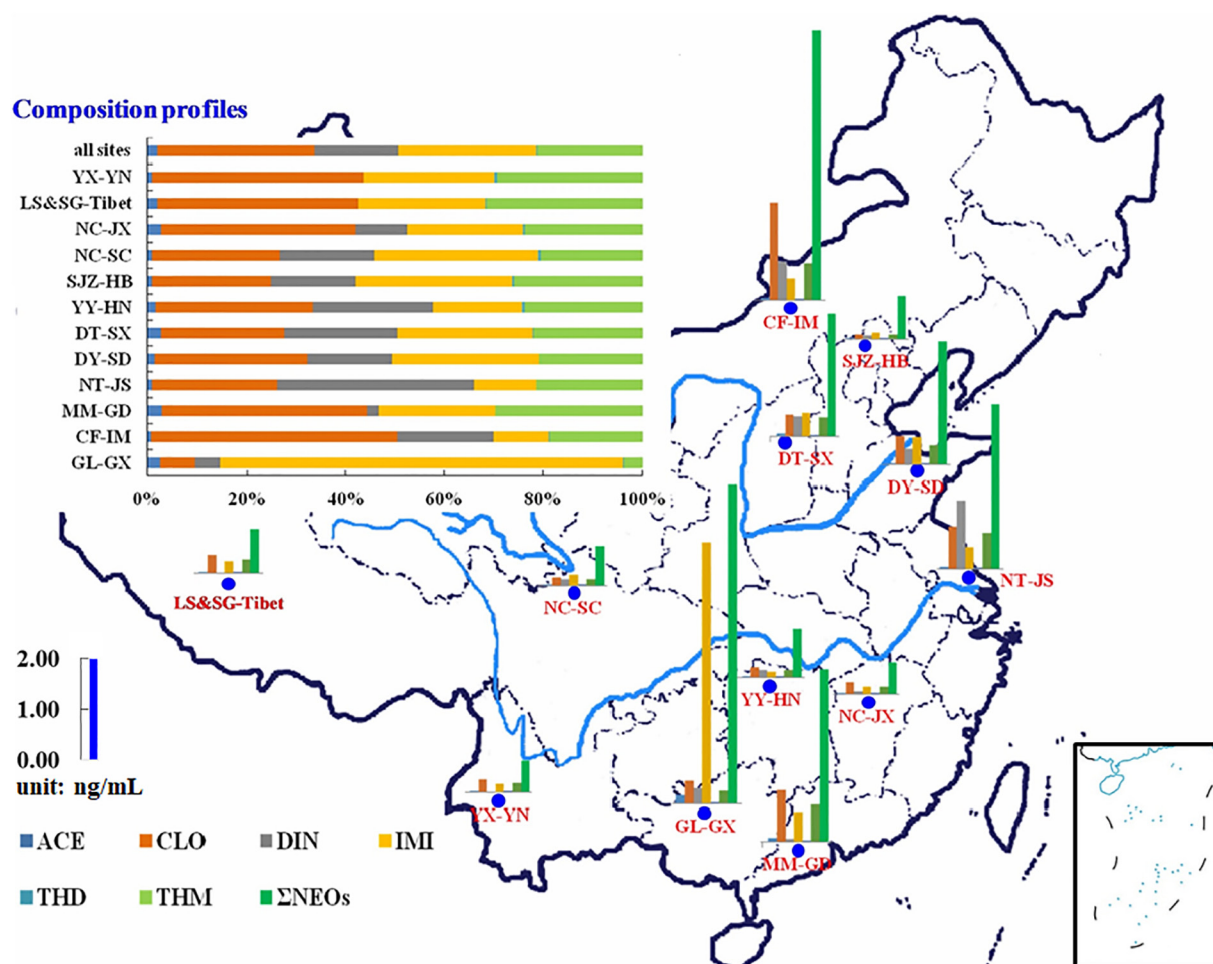 Composition profiles
all sites
YX-YN
LS&SG-Tibet
NC-JX
NC-SC
SJZ-HB
YY-HN
DT-SX
DY-SD
NT-JS
MM-GD
CF-IM
GL-GX
0% 20% 40% 60% 80% 100%
CF-IM
SJZ-HB
DT-SX
DY-SD
NT-JS
LS&SG-Tibet
NC-SC
YY-HN
NC-JX
YX-YN
GL-GX
MM-GD
2.00
1.00
0.00
unit: ng/mL
ACE CLO DIN IMI
THD THM ΣNEOs